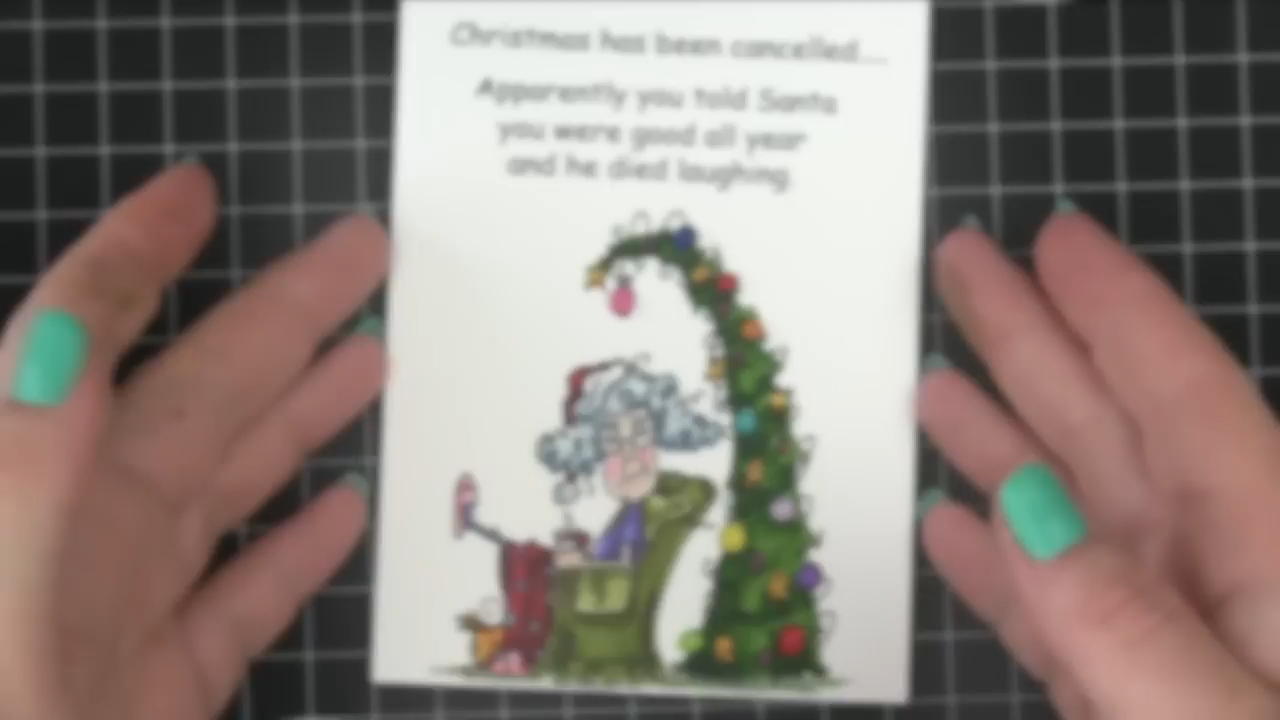 Christmas has been cancelled...
Apparently you told Santa
you were good all year
and he died laughing.